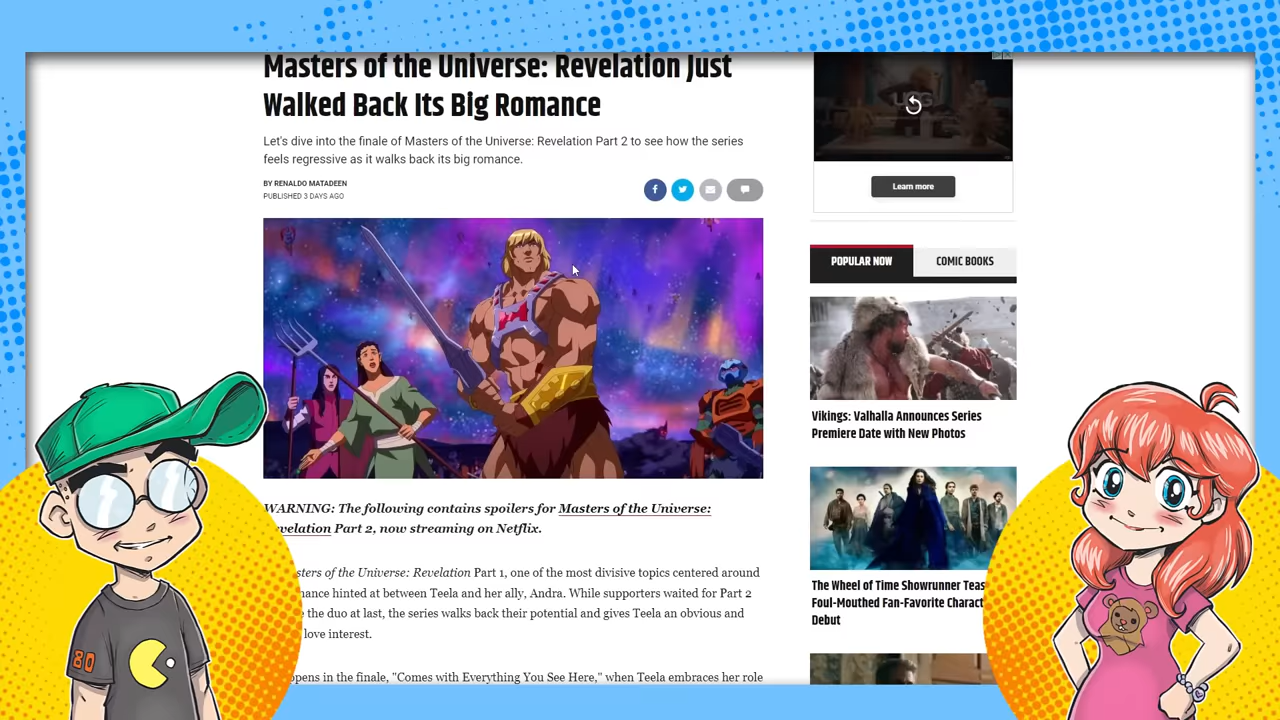 Masters of the Universe: Revelation Just
Walked Back Its Big Romance
Let's dive into the finale of Masters of the Universe: Revelation Part 2 to see how the series
feels regressive as it walks back its big romance.
BY RENALDO MATADEEN
PUBLISHED 3 DAYS AGO
Learn more
POPULAR NOW
COMIC BOOKS
Vikings: Valhalla Announces Series
Premiere Date with New Photos
WARNING: The following contains spoilers for Masters of the Universe:
Part 2, now streaming on Netflix.
of the Universe: Revelation Part 1, one of the most divisive topics centered around
hinted at between Teela and her ally, Andra. While supporters waited for Part 2
the duo at last, the series walks back their potential and gives Teela an obvious and
love interest.
in the finale, "Comes with Everything You See Here," when Teela embraces her role
The Wheel of Time Showrunner
Foul-Mouthed Fan-Favorite
Debut
80